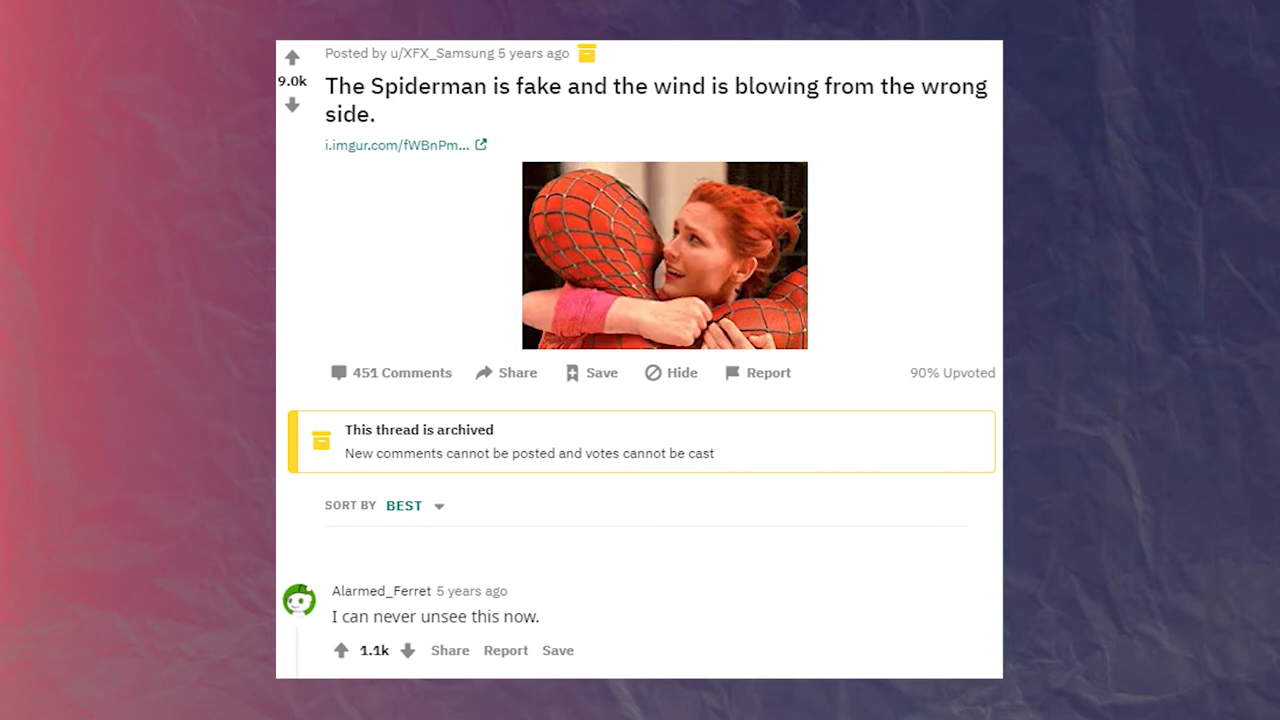 Posted by u/XFX_Samsung 5 years ago
9.0k
The Spiderman is fake and the wind is blowing from the wrong
side.
i.imgur.com/fWBnPm...
451 Comments Share Save Hide Report 90% Upvoted
This thread is archived
New comments cannot be posted and votes cannot be cast
SORT BY BEST
Alarmed_Ferret 5 years ago
I can never unsee this now.
1.1k Share Report Save